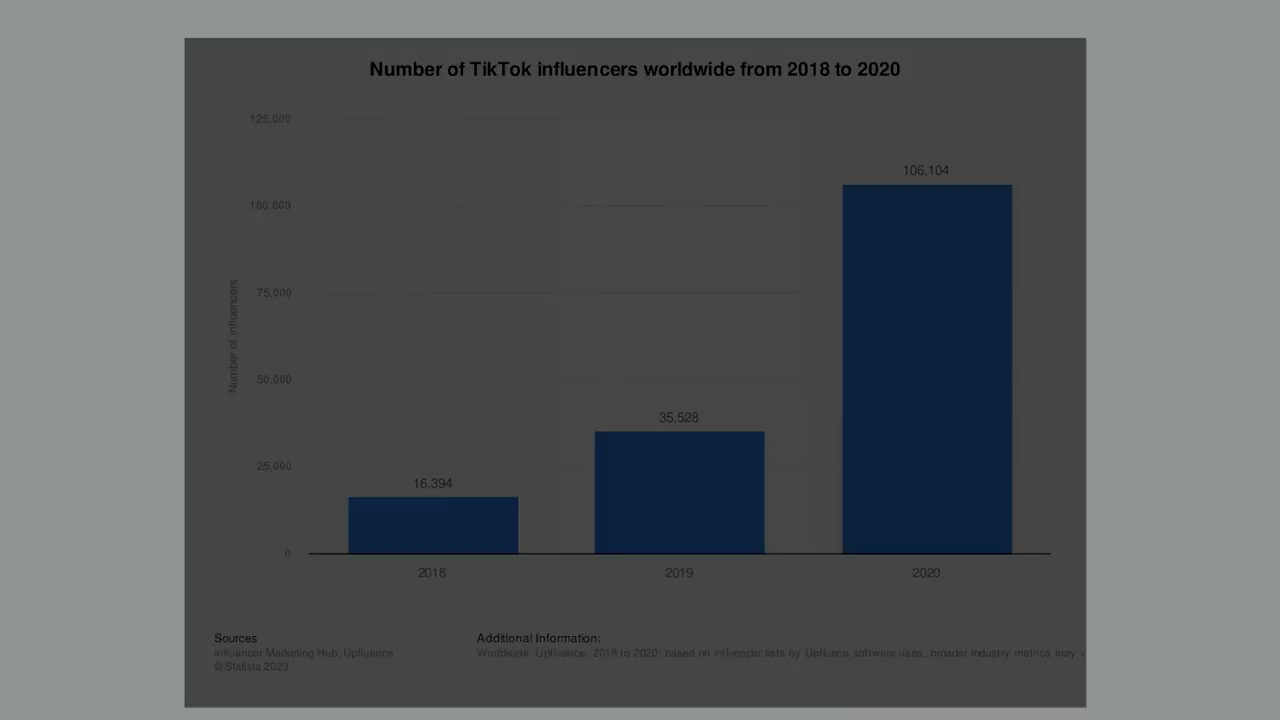 Number of TikTok influencers worldwide from 2018 to 2020
125,000
106,104
100,000
75,000
Number of influencers
50,000
35,528
25,000
16,394
0
2018 2019 2020
Sources
Influencer Marketing Hub; Upfluence
© Statista 2023
Additional Information:
Worldwide; Upfluence; 2018 to 2020; based on influencer lists by Upfluece software uses, broader industry metrics may